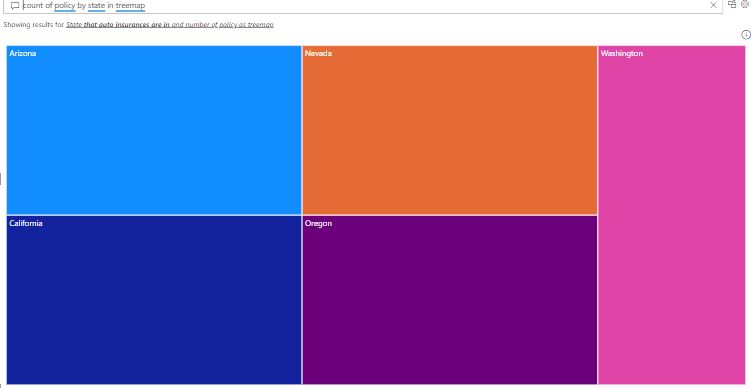 count of policy by state in treemap
Showing results for State that auto insurances are in and number of policy as treemap
Arizona
Nevada
Washington
California
Oregon